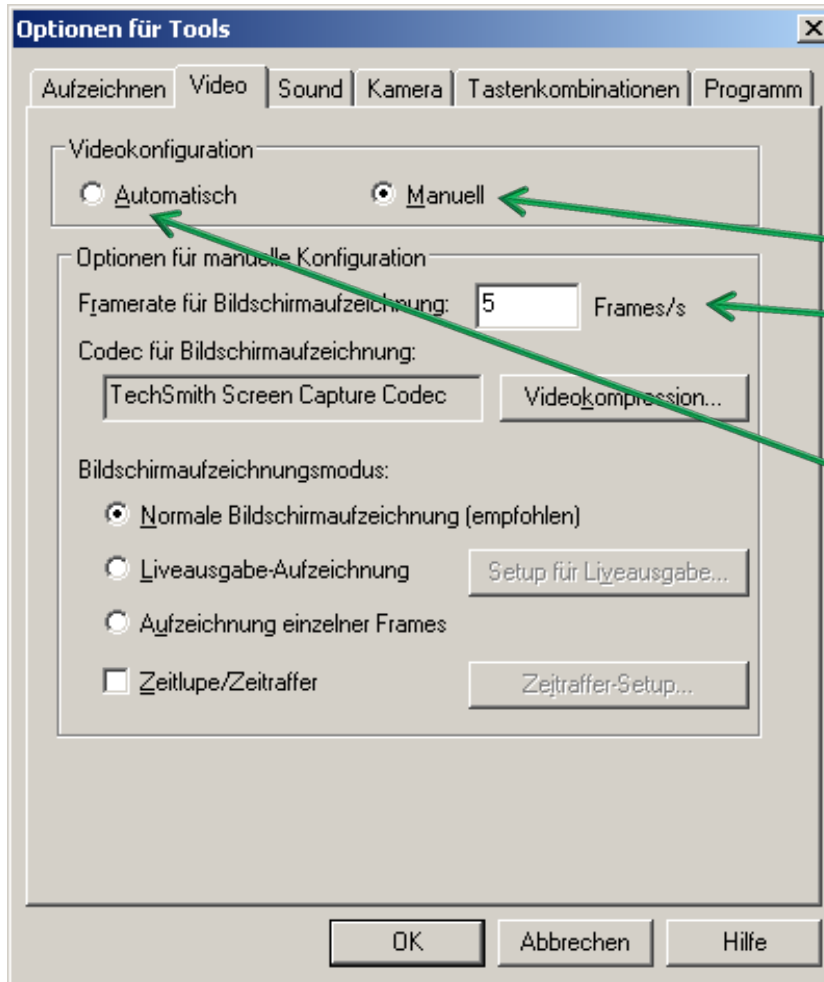 Optionen für Tools
Aufzeichnen Video Sound Kamera Tastenkombinationen Programm
Videokonfiguration
Automatisch Manuell
Optionen für manuelle Konfiguration
Framerate für Bildschirmaufzeichnung: 5 Frames/s
Codec für Bildschirmaufzeichnung:
TechSmith Screen Capture Codec Videokompression...
Bildschirmaufzeichnungsmodus:
Normale Bildschirmaufzeichnung (empfohlen)
Liveausgabe-Aufzeichnung Setup für Liveausgabe...
Aufzeichnung einzelner Frames
Zeitlupe/Zeitraffer Zeitraffer-Setup...
OK Abbrechen Hilfe